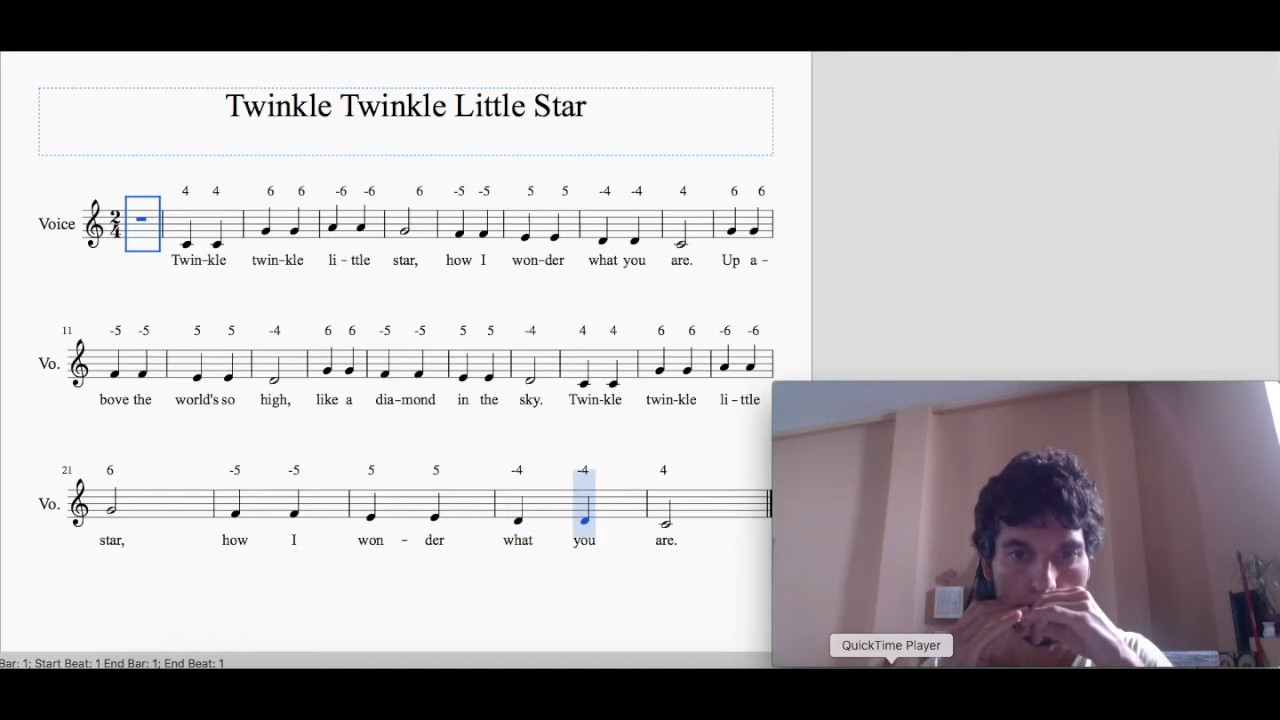 Twinkle Twinkle Little Star
4 4 6 6 -6 -6 6 -5 -5 5 5 -4 -4 4 6 6
Voice 2 4
Twin-kle twin-kle li - ttle star, how I won-der what you are. Up a -
11 -5 -5 5 5 -4 6 6 -5 -5 5 5 -4 4 4 6 6 -6 -6
Vo.
bove the world's so high, like a dia-mond in the sky. Twin-kle twin-kle li - ttle
21 6 -5 -5 5 5 -4 -4 4
Vo.
star, how I won - der what you are.
QuickTime Player
Bar: 1; Start Beat: 1 End Bar: 1; End Beat: 1